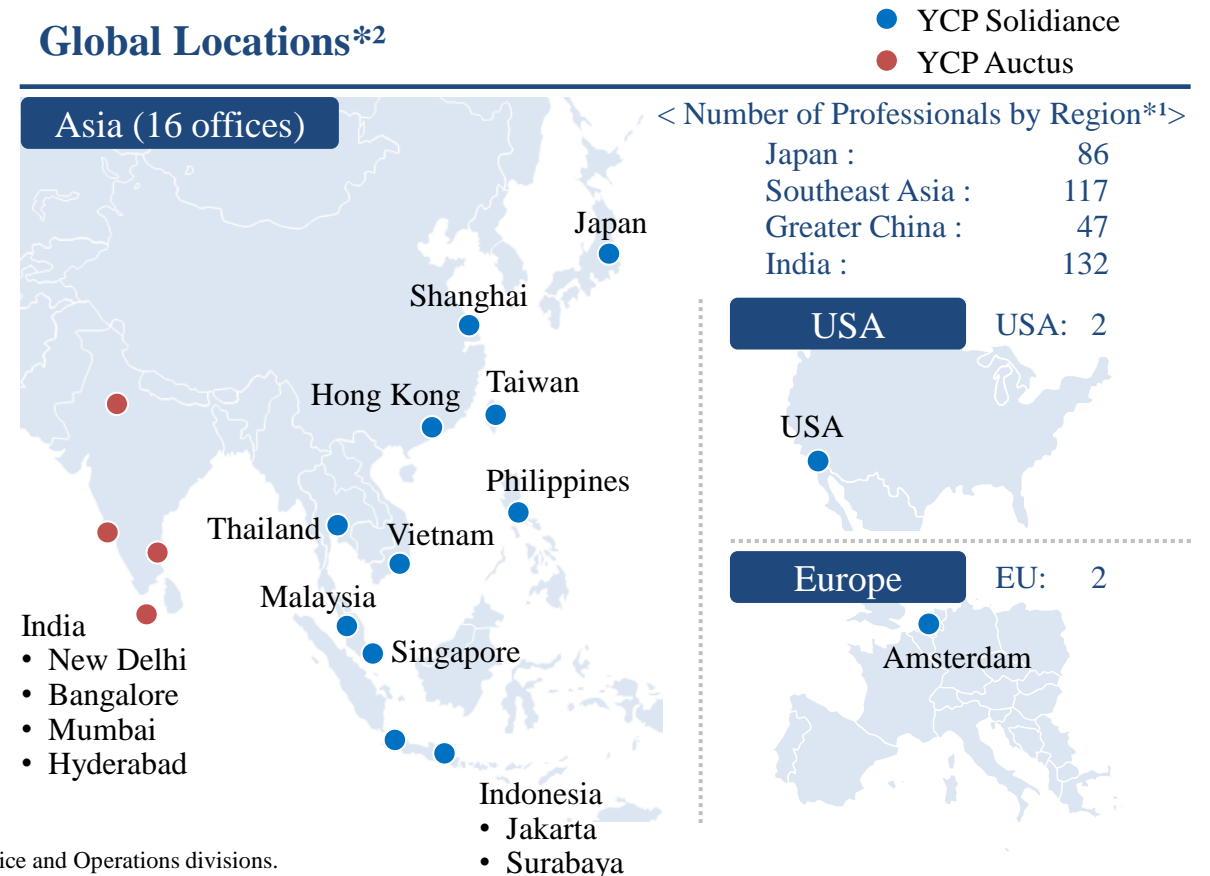 Global Locations*²
YCP Solidiance
YCP Auctus
Asia (16 offices)
< Number of Professionals by Region*¹>
Japan : 86
Southeast Asia : 117
Greater China : 47
India : 132
Japan
Shanghai
Hong Kong
Taiwan
Philippines
Thailand
Vietnam
Malaysia
Singapore
India
• New Delhi
• Bangalore
• Mumbai
• Hyderabad
Indonesia
• Jakarta
• Surabaya
USA
USA: 2
USA
Europe
EU: 2
Amsterdam
ice and Operations divisions.